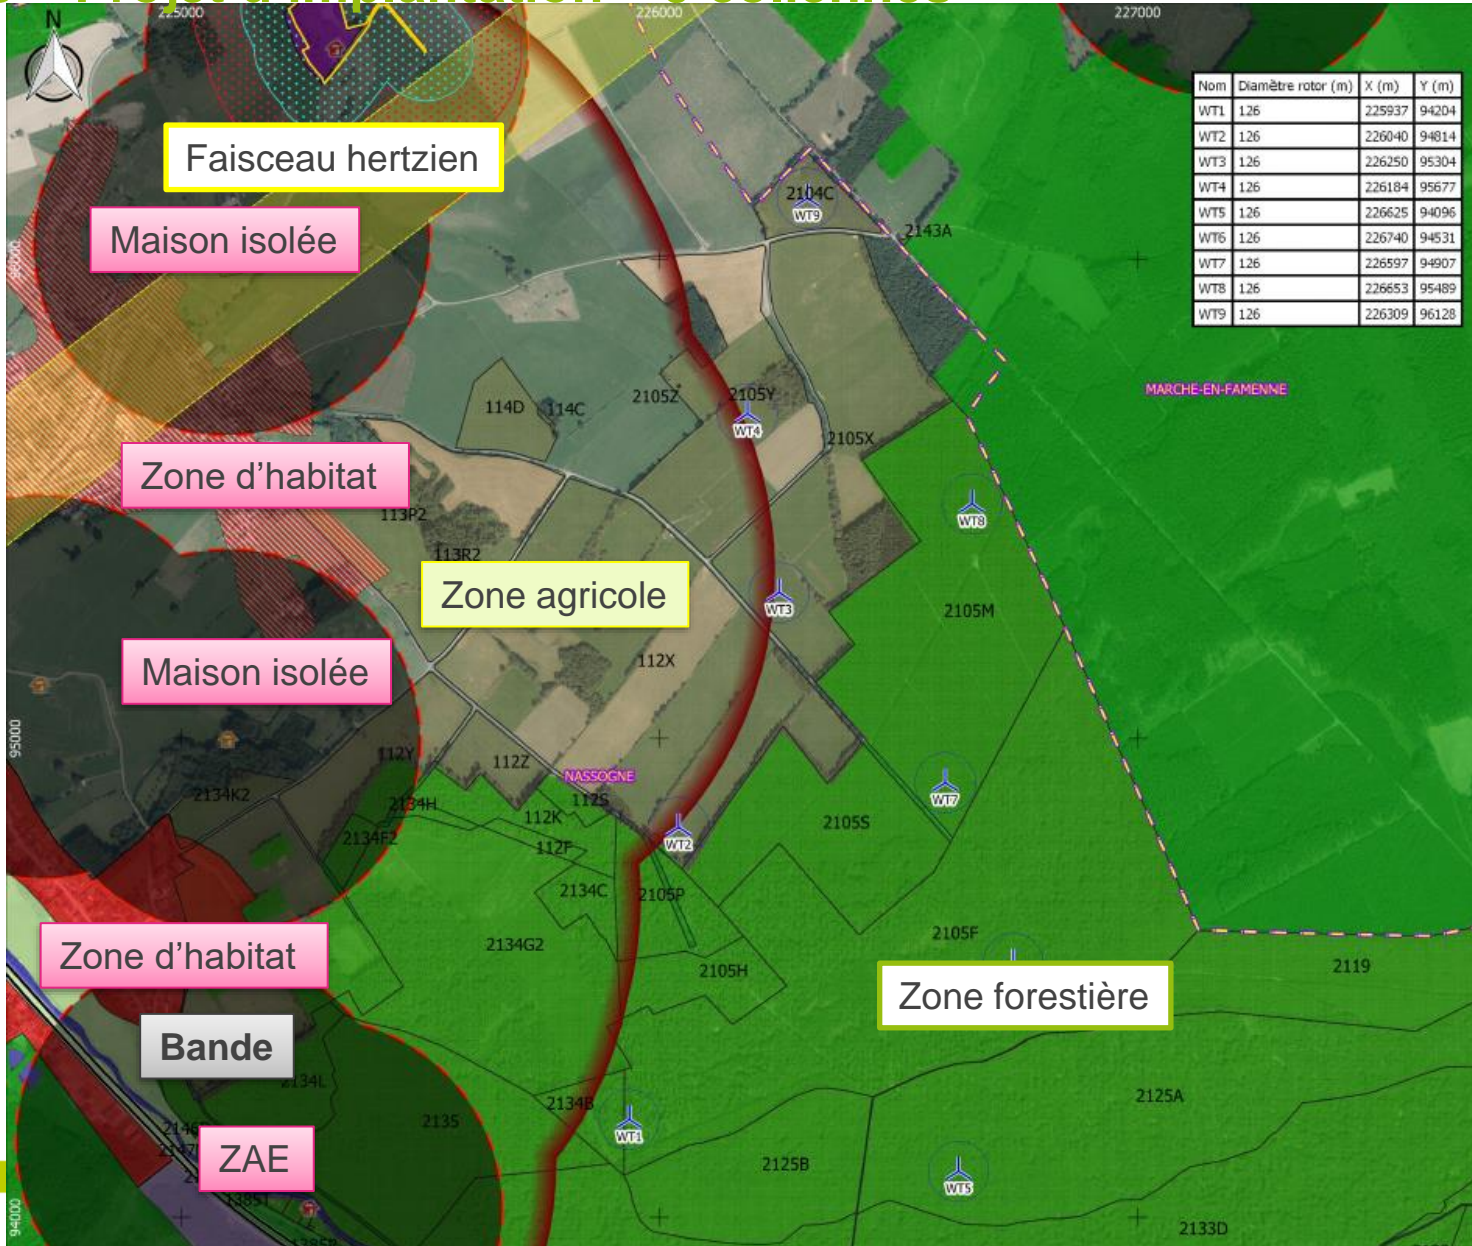 Projet d'implantation - 9 éoliennes
N
225000
226000
227000
Nom Diamètre rotor (m) X (m) Y (m)
WT1 126 225937 94204
WT2 126 226040 94814
WT3 126 226250 95304
WT4 126 226184 95677
WT5 126 226625 94096
WT6 126 226740 94531
WT7 126 226597 94907
WT8 126 226653 95489
WT9 126 226309 96128
Faisceau hertzien
2104C
WT9
2143A
Maison isolée
MARCHE-EN-FAMENNE
114D
114C
2105Z
2105Y
WT4
2105X
Zone d'habitat
113P2
WT8
113R2
Zone agricole
WT3
2105M
Maison isolée
112X
95000
112Y
112Z
NASSOGNE
2134K2
2134H
112S
WT7
112K
2134F2
112F
WT2
2105S
2134C
2105P
Zone d'habitat
2134G2
2105F
2105H
2119
Zone forestière
Bande
2134L
2134B
2125A
2135
WT1
ZAE
2125B
WT5
94000
2133D